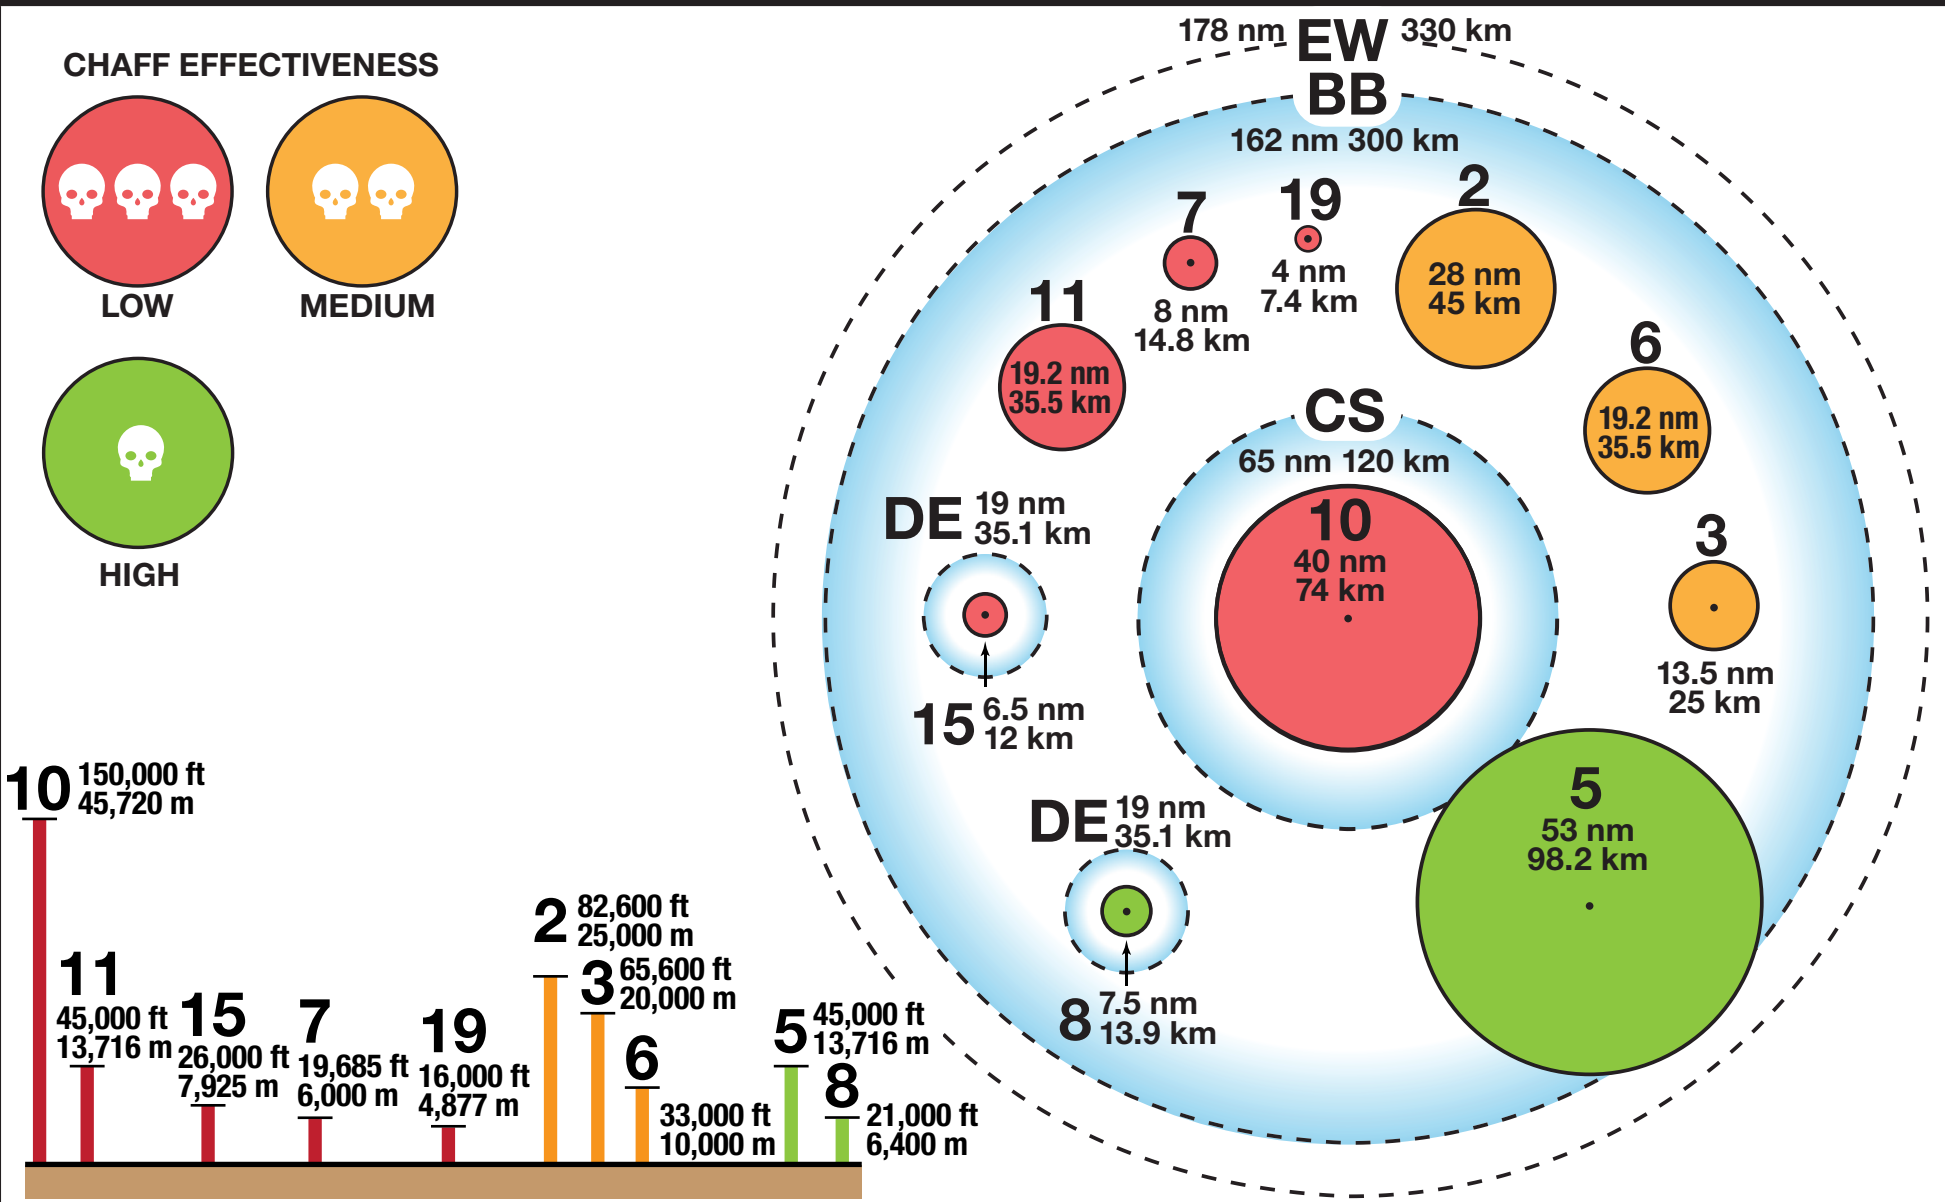 CHAFF EFFECTIVENESS
LOW
MEDIUM
HIGH
178 nm EW 330 km
BB
162 nm 300 km
7
8 nm
14.8 km
19
4 nm
7.4 km
2
28 nm
45 km
11
19.2 nm
35.5 km
6
19.2 nm
35.5 km
CS
65 nm 120 km
10
40 nm
74 km
3
13.5 nm
25 km
DE 19 nm
35.1 km
15 6.5 nm
12 km
5
53 nm
98.2 km
DE 19 nm
35.1 km
8 7.5 nm
13.9 km
10 150,000 ft
45,720 m
11
45,000 ft
13,716 m
15
26,000 ft
7,925 m
7
19,685 ft
6,000 m
19
16,000 ft
4,877 m
2 82,600 ft
25,000 m
3 65,600 ft
20,000 m
6
33,000 ft
10,000 m
5 45,000 ft
13,716 m
8
21,000 ft
6,400 m